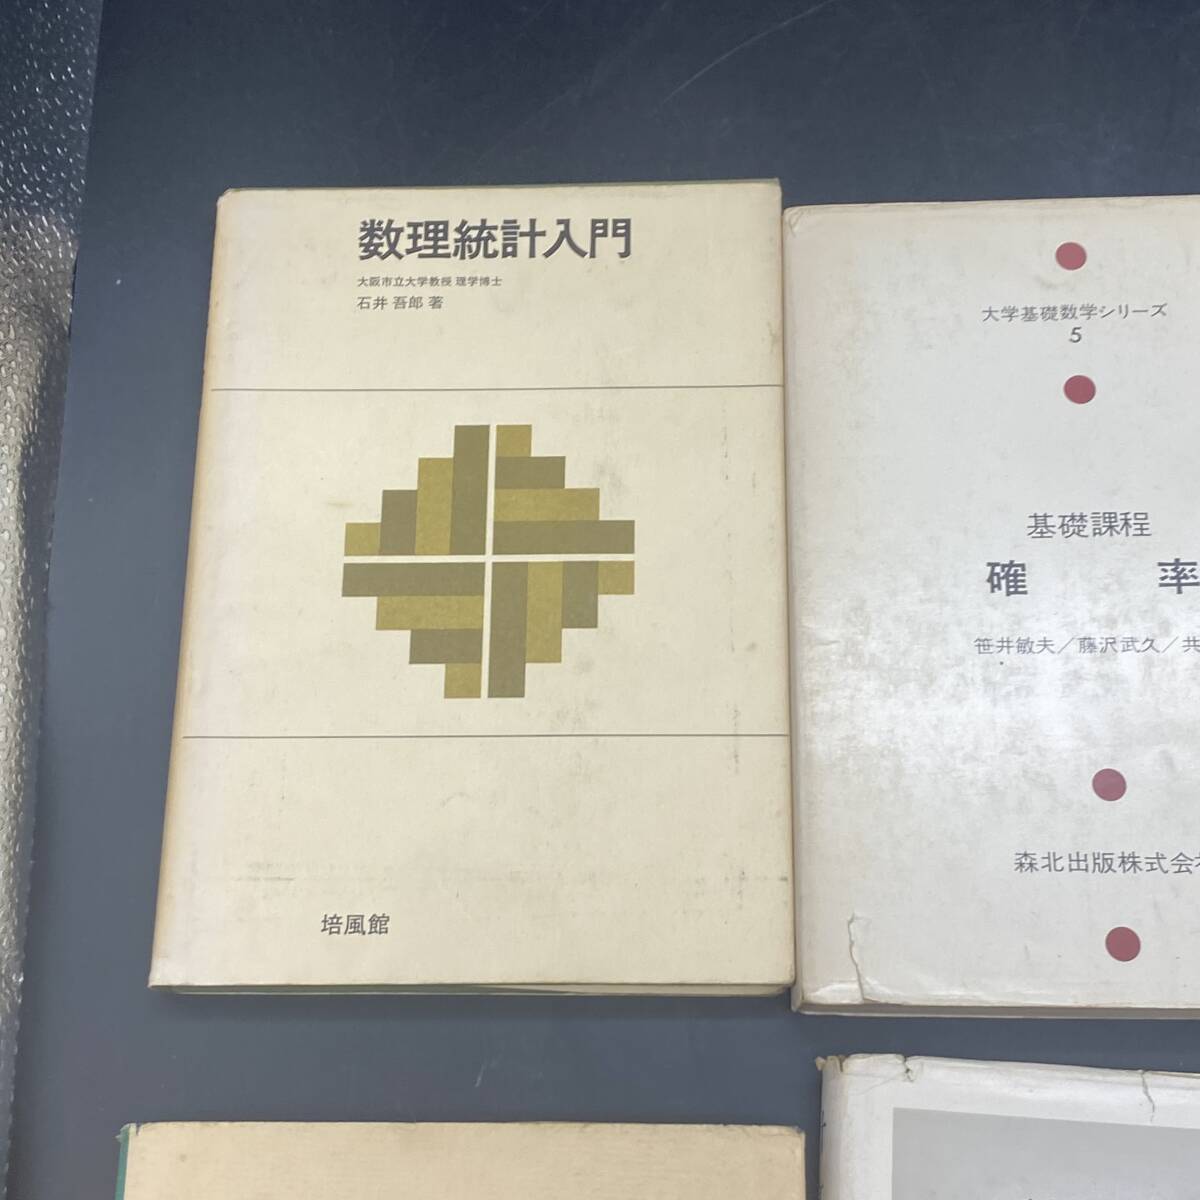 数理統計入門
大阪市立大学教授 理学博士
石井 吾郎 著
培風館
大学基礎数学シリーズ
5
基礎課程
確 率
笹井敏夫／藤沢武久／共
森北出版株式会